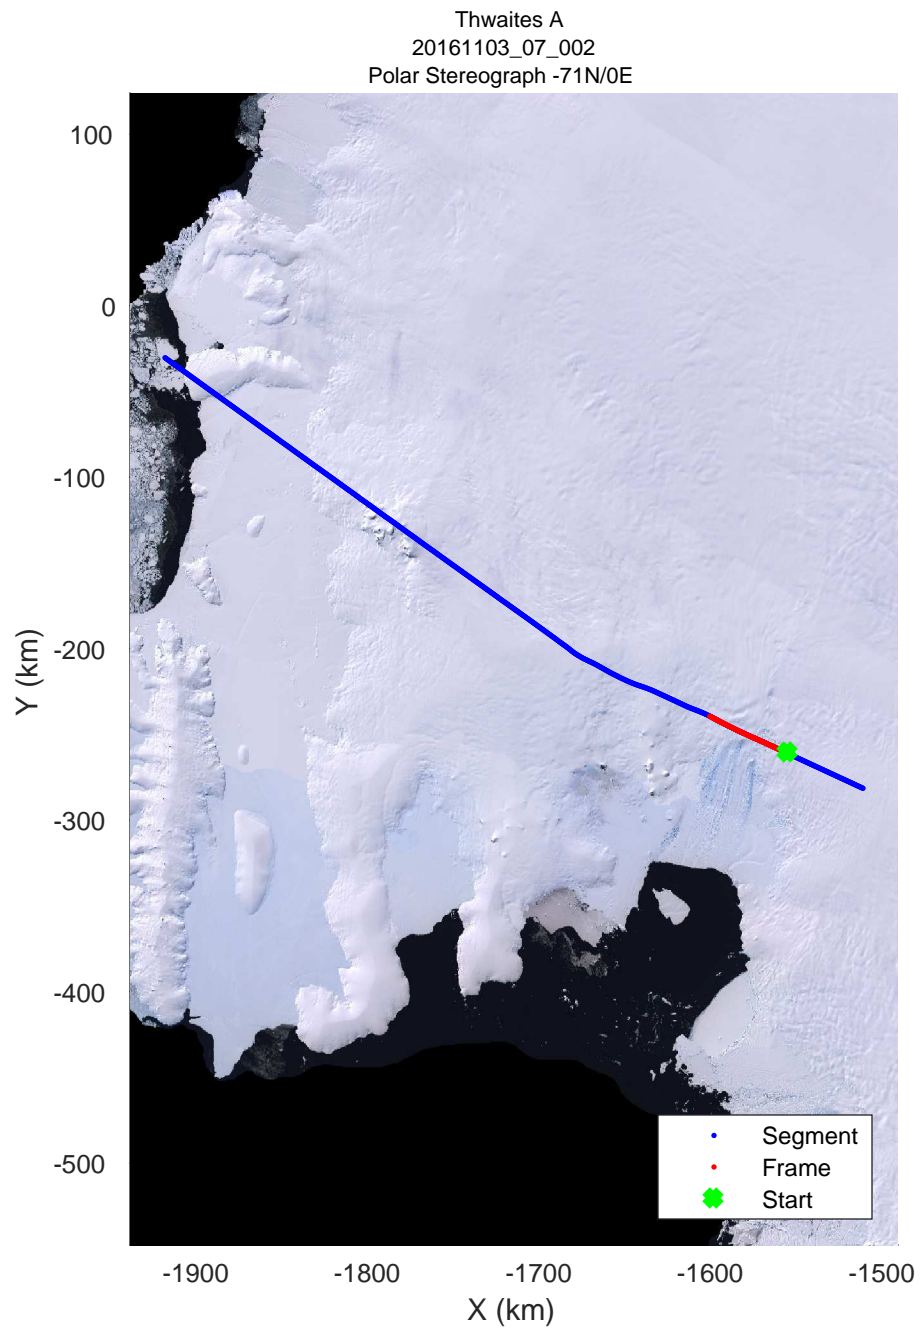 Thwaites A
20161103_07_002
Polar Stereograph -71N/0E
100
0
-100
-200
-300
-400
-500
Y (km)
-1900
-1800
-1700
-1600
-1500
X (km)
Segment
Frame
Start